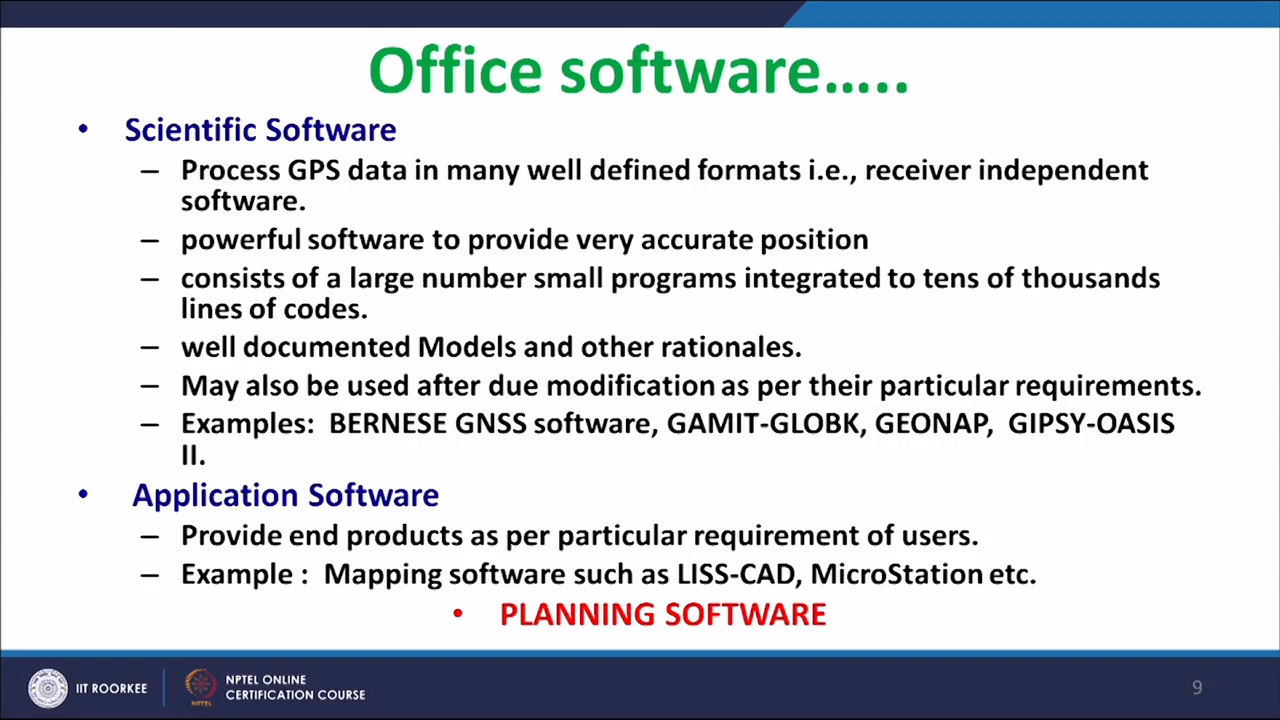 Office software.....
• Scientific Software
– Process GPS data in many well defined formats i.e., receiver independent
software.
– powerful software to provide very accurate position
– consists of a large number small programs integrated to tens of thousands
lines of codes.
– well documented Models and other rationales.
– May also be used after due modification as per their particular requirements.
– Examples: BERNESE GNSS software, GAMIT-GLOBK, GEONAP, GIPSY-OASIS
II.
• Application Software
– Provide end products as per particular requirement of users.
– Example : Mapping software such as LISS-CAD, MicroStation etc.
• PLANNING SOFTWARE
IIT ROORKEE
NPTEL
NPTEL ONLINE
CERTIFICATION COURSE
9